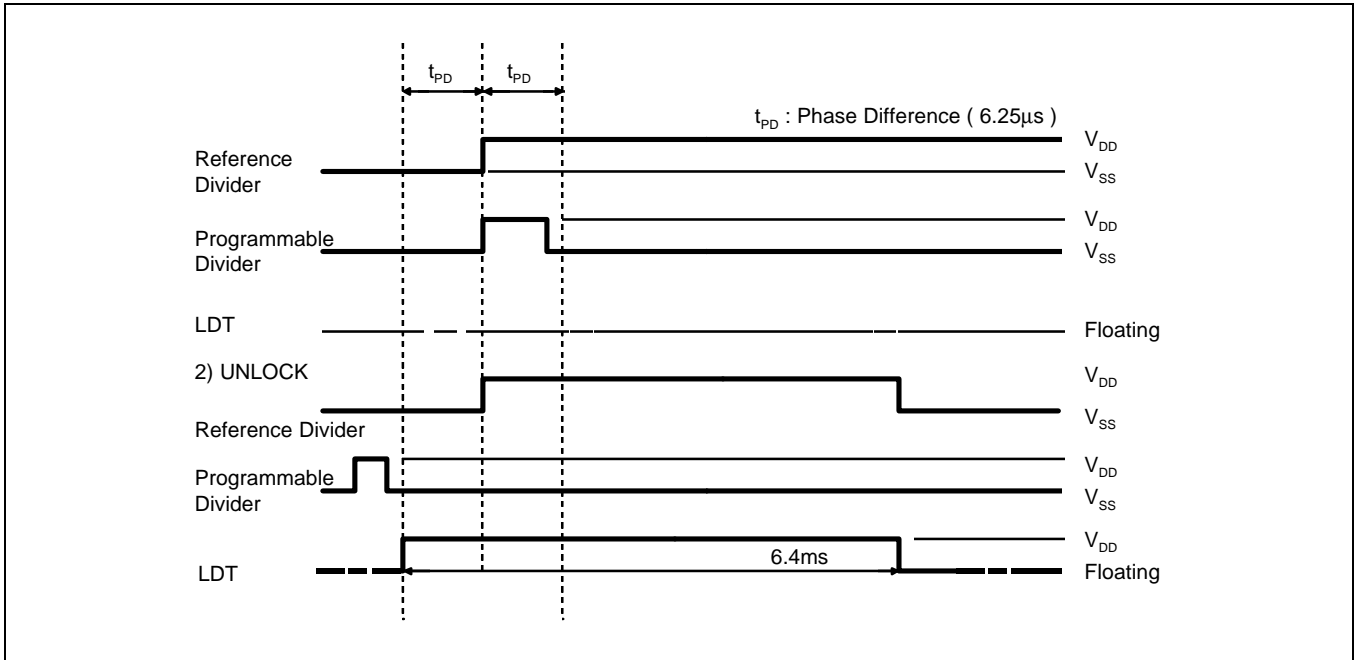 tPD tPD
tPD : Phase Difference ( 6.25μs )
Reference
Divider
VDD
VSS
Programmable
Divider
VDD
VSS
LDT
Floating
2) UNLOCK
VDD
VSS
Reference Divider
Programmable
Divider
VDD
VSS
LDT
6.4ms
VDD
Floating